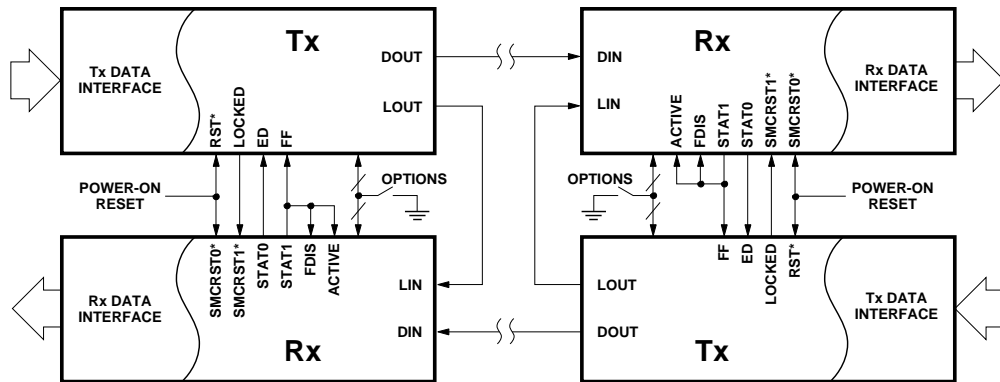 Tx
DOUT
LOUT
Tx DATA
INTERFACE
RST*
LOCKED
ED
FF
Rx
DIN
LIN
Rx DATA
INTERFACE
ACTIVE
FDIS
STAT1
STAT0
SMCRST1*
SMCRST0*
POWER-ON
RESET
OPTIONS
OPTIONS
POWER-ON
RESET
SMCRST0*
SMCRST1*
STAT0
STAT1
FDIS
ACTIVE
Rx DATA
INTERFACE
LIN
DIN
Rx
FF
ED
LOCKED
RST*
LOUT
DOUT
Tx DATA
INTERFACE
Tx